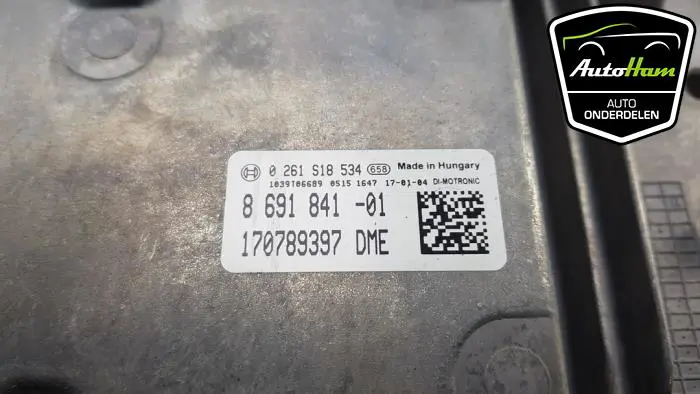 0 261 S18 534 658 Made in Hungary
1039T06689 0515 1647 17-01-04 DI-MOTRONIC
8 691 841 -01
170789397 DME
AutoHam
AUTO
ONDERDELEN